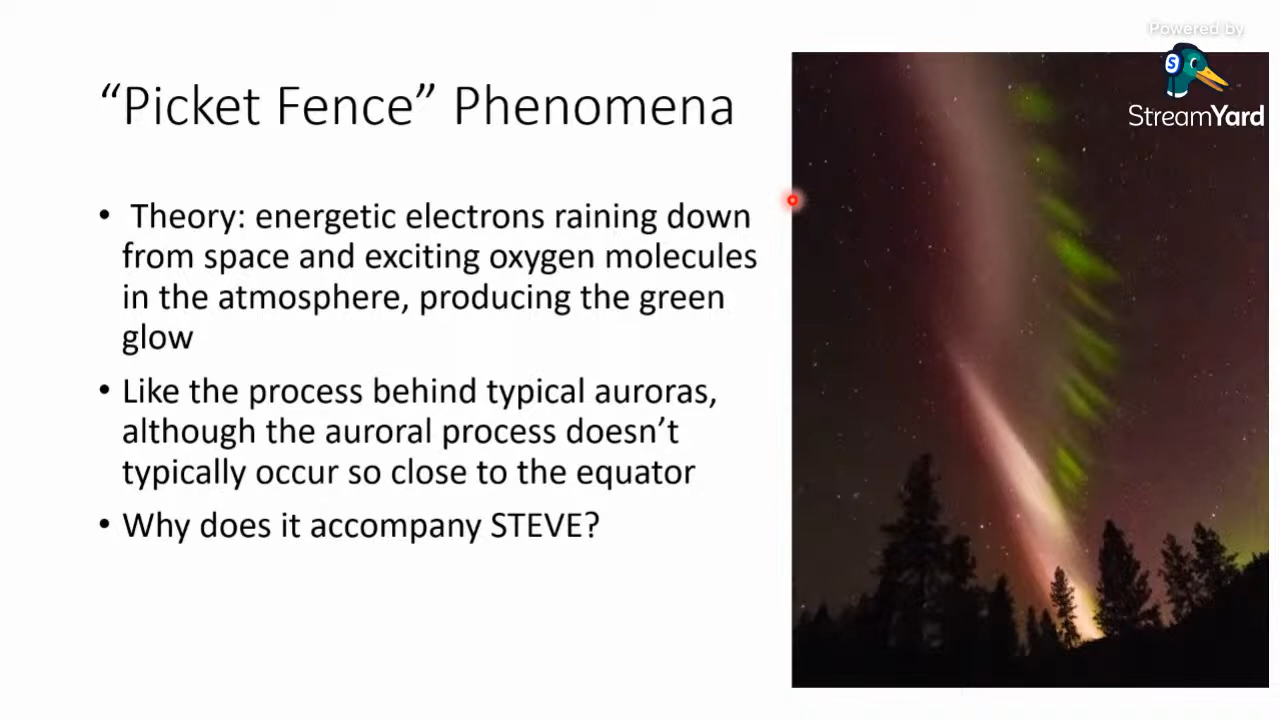 Powered by
StreamYard
“Picket Fence” Phenomena
• Theory: energetic electrons raining down
from space and exciting oxygen molecules
in the atmosphere, producing the green
glow
• Like the process behind typical auroras,
although the auroral process doesn’t
typically occur so close to the equator
• Why does it accompany STEVE?
S